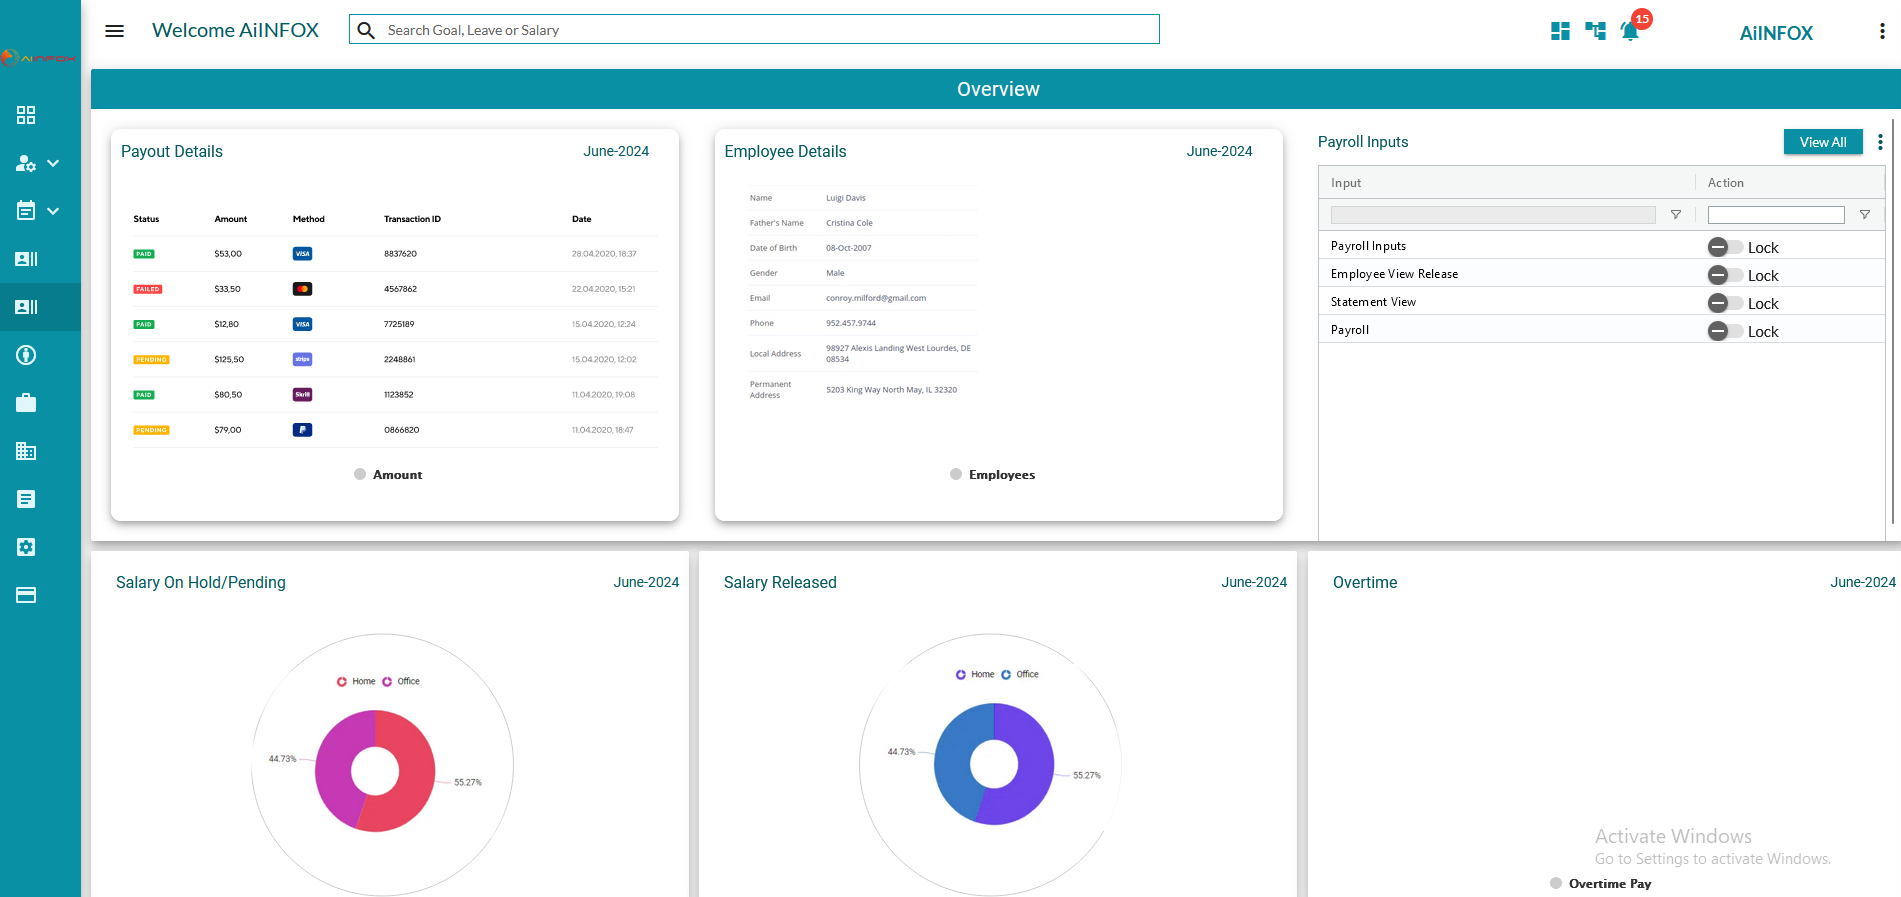 Welcome AiINFOX
Search Goal, Leave or Salary
15
AiINFOX
AiINFOX
Overview
Payout Details
June-2024
Status Amount Method Transaction ID Date
PAID $53,00 VISA 8837620 28.04.2020, 18:37
FAILED $33,50 4567862 22.04.2020, 15:21
PAID $12,80 VISA 7725189 15.04.2020, 12:24
PENDING $125,50 stripe 2248861 15.04.2020, 12:02
PAID $80,50 Skrill 1123852 11.04.2020, 19:08
PENDING $79,00 0866820 11.04.2020, 18:47
Amount
Employee Details
June-2024
Name Luigi Davis
Father's Name Cristina Cole
Date of Birth 08-Oct-2007
Gender Male
Email conroy.milford@gmail.com
Phone 952.457.9744
Local Address 98927 Alexis Landing West Lourdes, DE
08534
Permanent
Address
5203 King Way North May, IL 32320
Employees
Payroll Inputs
View All
Input Action
Payroll Inputs Lock
Employee View Release Lock
Statement View Lock
Payroll Lock
Salary On Hold/Pending
June-2024
Home Office
44.73%
55.27%
Salary Released
June-2024
Home Office
44.73%
55.27%
Overtime
June-2024
Activate Windows
Go to Settings to activate Windows.
Overtime Pay